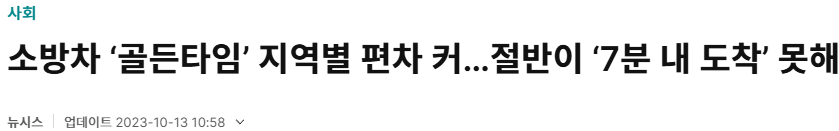 사회
소방차 ‘골든타임’ 지역별 편차 커…절반이 ‘7분 내 도착’ 못해
뉴시스 업데이트 2023-10-13 10:58